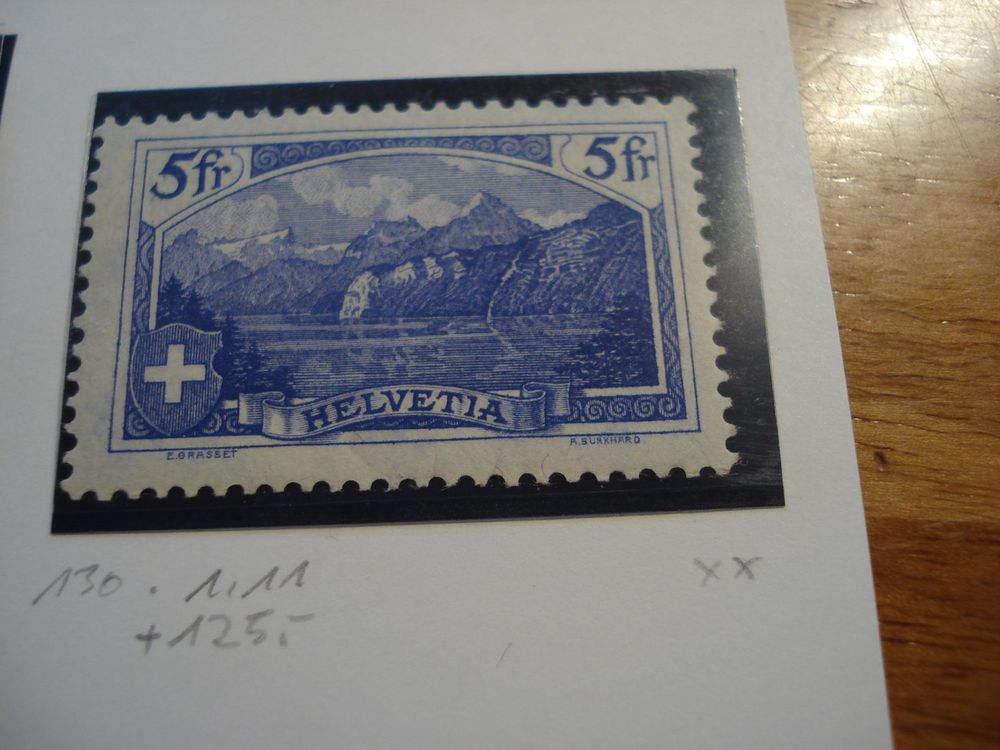 5fr 5fr
HELVETIA
E. GRASSET A. BURKHARD
130 . 1.11 xx
+125.-